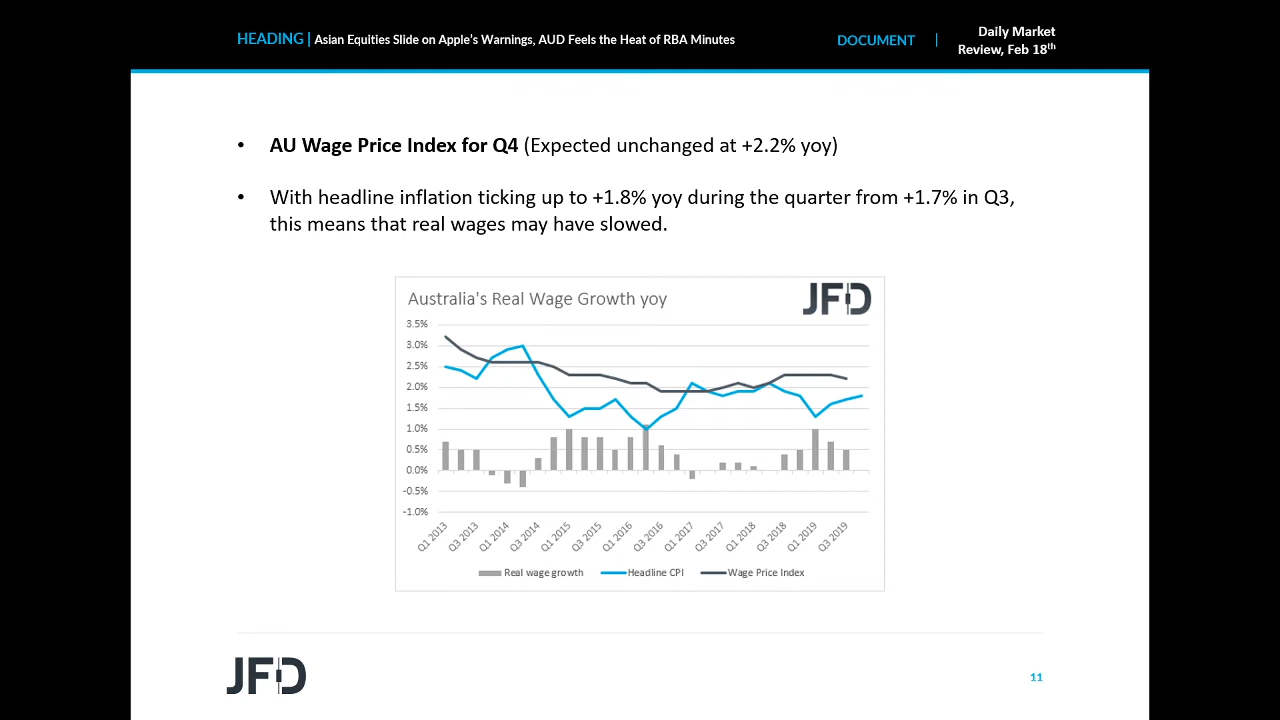 HEADING | Asian Equities Slide on Apple's Warnings, AUD Feels the Heat of RBA Minutes
DOCUMENT |
Daily Market
Review, Feb 18th
• AU Wage Price Index for Q4 (Expected unchanged at +2.2% yoy)
• With headline inflation ticking up to +1.8% yoy during the quarter from +1.7% in Q3,
this means that real wages may have slowed.
Australia's Real Wage Growth yoy
JFD
3.5%
3.0%
2.5%
2.0%
1.5%
1.0%
0.5%
0.0%
-0.5%
-1.0%
Q1 2013
Q3 2013
Q1 2014
Q3 2014
Q1 2015
Q3 2015
Q1 2016
Q3 2016
Q1 2017
Q3 2017
Q1 2018
Q3 2018
Q1 2019
Q3 2019
Real wage growth
Headline CPI
Wage Price Index
JFD
11